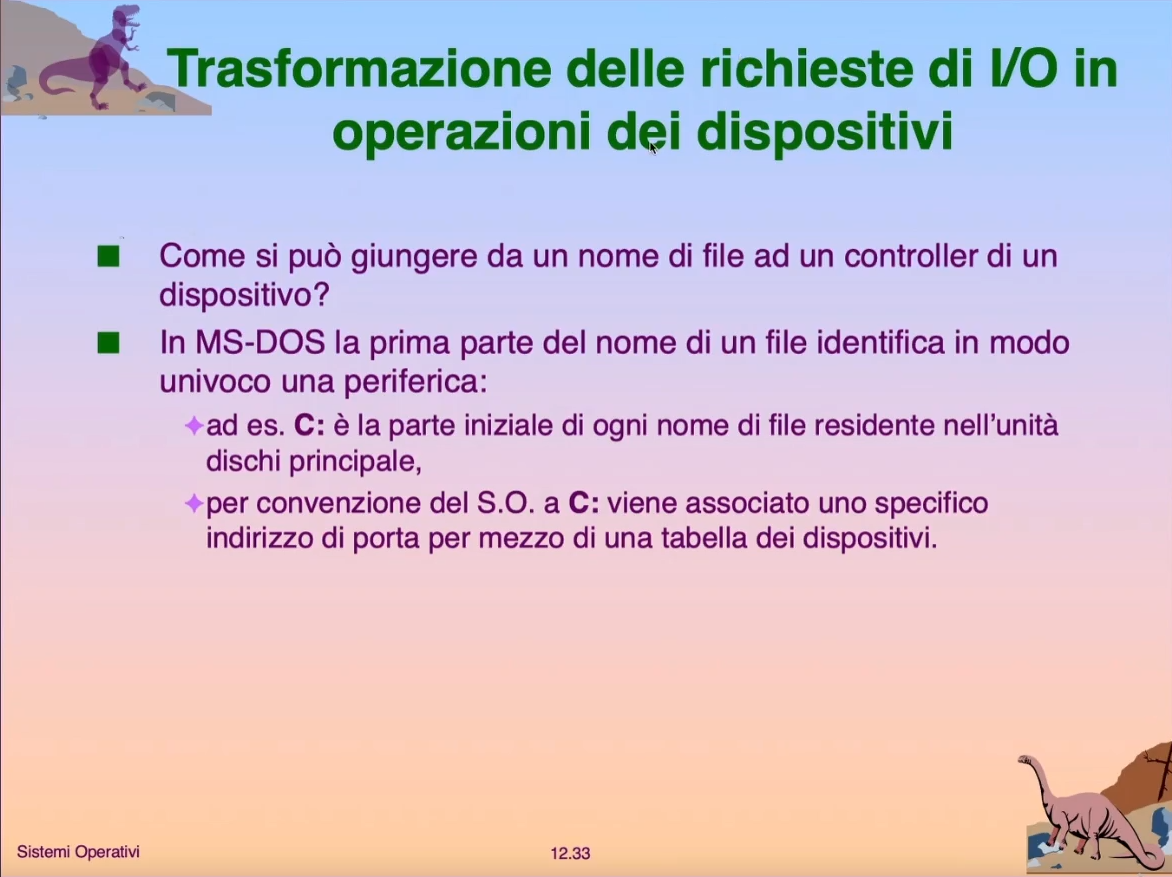 Trasformazione delle richieste di I/O in
operazioni dei dispositivi
Come si può giungere da un nome di file ad un controller di un
dispositivo?
In MS-DOS la prima parte del nome di un file identifica in modo
univoco una periferica:
ad es. C: è la parte iniziale di ogni nome di file residente nell'unità
dischi principale,
per convenzione del S.O. a C: viene associato uno specifico
indirizzo di porta per mezzo di una tabella dei dispositivi.
Sistemi Operativi
12.33